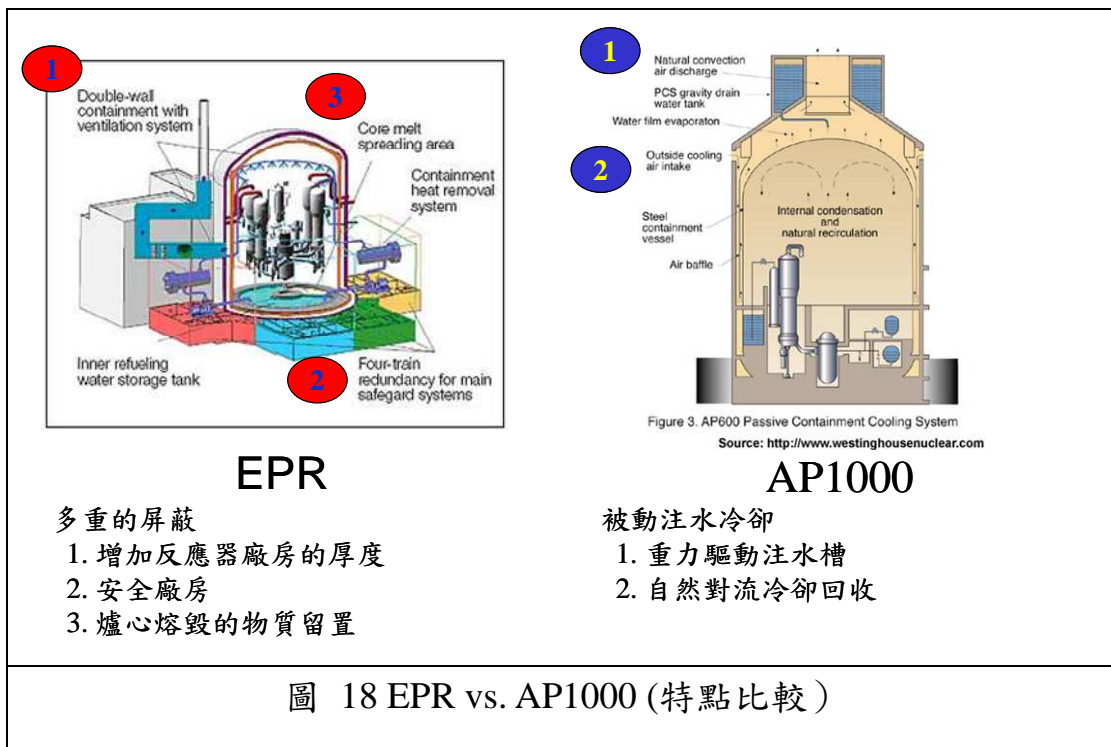 1
Double-wall
containment with
ventilation system
3
Core melt
spreading area
Containment
heat removal
system
Inner refueling
water storage tank
2
Four-train
redundancy for main
safegard systems
EPR
多重的屏蔽
1. 增加反應器廠房的厚度
2. 安全廠房
3. 爐心熔毀的物質留置
1
Natural convection
air discharge
PCS gravity drain
water tank
Water film evaporaton
2
Outside cooling
air intake
Internal condensation
and
natural recirculation
Steel
containment
vessel
Air baffle
Figure 3. AP600 Passive Containment Cooling System
Source: http://www.westinghousenuclear.com
AP1000
被動注水冷卻
1. 重力驅動注水槽
2. 自然對流冷卻回收
圖 18 EPR vs. AP1000 (特點比較）